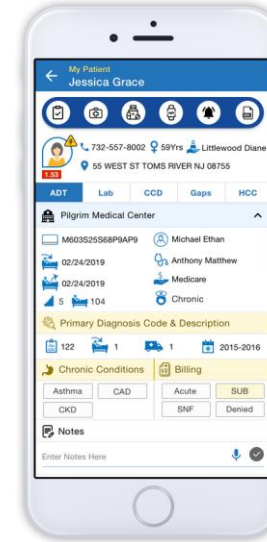 My Patient
Jessica Grace
732-557-8002 59Yrs Littlewood Diane
55 WEST ST TOMS RIVER NJ 08755
1.53
ADT Lab CCD Gaps HCC
Pilgrim Medical Center
M603S25S68P9AP9 Michael Ethan
02/24/2019 Anthony Matthew
02/24/2019 Medicare
5 104 Chronic
Primary Diagnosis Code & Description
122 1 1 2015-2016
Chronic Conditions Billing
Asthma CAD Acute SUB
CKD SNF Denied
Notes
Enter Notes Here